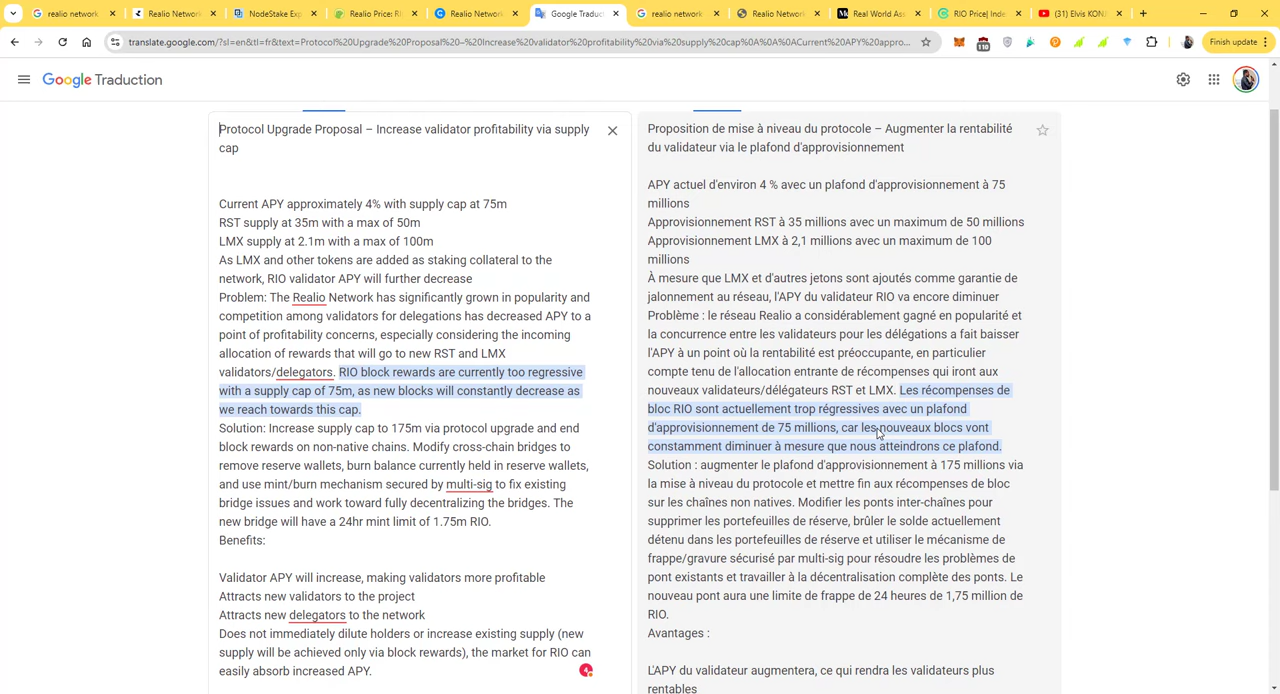 realio network
Realio Network
NodeStake Exp
Realio Price: R
Realio Network
Google Traduc
realio network
Realio Network
Real World Ass
RIO Price| Inde
(31) Elvis KONJ
translate.google.com/?sl=en&tl=fr&text=Protocol%20Upgrade%20Proposal%20–%20Increase%20validator%20profitability%20via%20supply%20cap%0A%0A%0ACurrent%20APY%20appro...
110
Finish update
Google Traduction
Protocol Upgrade Proposal – Increase validator profitability via supply
cap
Current APY approximately 4% with supply cap at 75m
RST supply at 35m with a max of 50m
LMX supply at 2.1m with a max of 100m
As LMX and other tokens are added as staking collateral to the
network, RIO validator APY will further decrease
Problem: The Realio Network has significantly grown in popularity and
competition among validators for delegations has decreased APY to a
point of profitability concerns, especially considering the incoming
allocation of rewards that will go to new RST and LMX
validators/delegators. RIO block rewards are currently too regressive
with a supply cap of 75m, as new blocks will constantly decrease as
we reach towards this cap.
Solution: Increase supply cap to 175m via protocol upgrade and end
block rewards on non-native chains. Modify cross-chain bridges to
remove reserve wallets, burn balance currently held in reserve wallets,
and use mint/burn mechanism secured by multi-sig to fix existing
bridge issues and work toward fully decentralizing the bridges. The
new bridge will have a 24hr mint limit of 1.75m RIO.
Benefits:
Validator APY will increase, making validators more profitable
Attracts new validators to the project
Attracts new delegators to the network
Does not immediately dilute holders or increase existing supply (new
supply will be achieved only via block rewards), the market for RIO can
easily absorb increased APY.
4
Proposition de mise à niveau du protocole – Augmenter la rentabilité
du validateur via le plafond d'approvisionnement
APY actuel d'environ 4 % avec un plafond d'approvisionnement à 75
millions
Approvisionnement RST à 35 millions avec un maximum de 50 millions
Approvisionnement LMX à 2,1 millions avec un maximum de 100
millions
À mesure que LMX et d'autres jetons sont ajoutés comme garantie de
jalonnement au réseau, l'APY du validateur RIO va encore diminuer
Problème : le réseau Realio a considérablement gagné en popularité et
la concurrence entre les validateurs pour les délégations a fait baisser
l'APY à un point où la rentabilité est préoccupante, en particulier
compte tenu de l'allocation entrante de récompenses qui iront aux
nouveaux validateurs/délégateurs RST et LMX. Les récompenses de
bloc RIO sont actuellement trop régressives avec un plafond
d'approvisionnement de 75 millions, car les nouveaux blocs vont
constamment diminuer à mesure que nous atteindrons ce plafond.
Solution : augmenter le plafond d'approvisionnement à 175 millions via
la mise à niveau du protocole et mettre fin aux récompenses de bloc
sur les chaînes non natives. Modifier les ponts inter-chaînes pour
supprimer les portefeuilles de réserve, brûler le solde actuellement
détenu dans les portefeuilles de réserve et utiliser le mécanisme de
frappe/gravure sécurisé par multi-sig pour résoudre les problèmes de
pont existants et travailler à la décentralisation complète des ponts. Le
nouveau pont aura une limite de frappe de 24 heures de 1,75 million de
RIO.
Avantages :
L'APY du validateur augmentera, ce qui rendra les validateurs plus
rentables